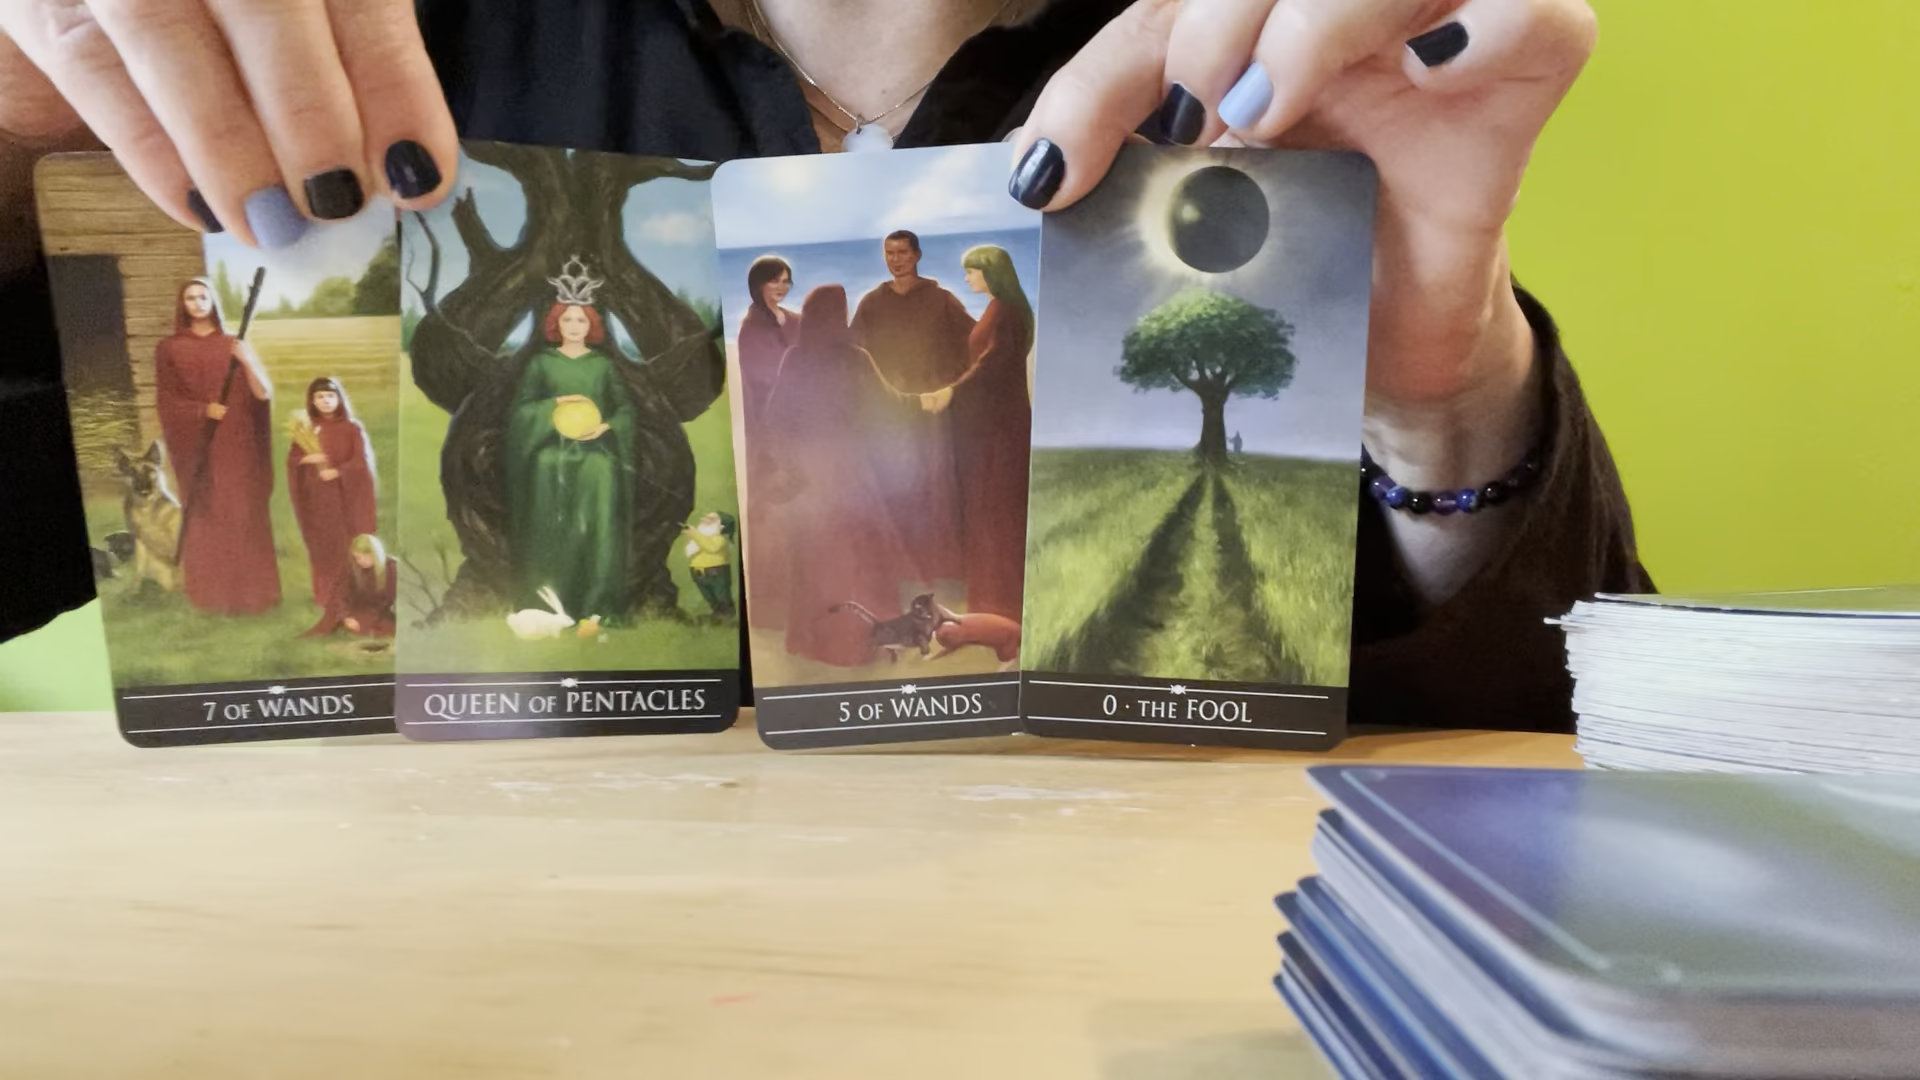 7 OF WANDS
QUEEN OF PENTACLES
5 OF WANDS
0 · THE FOOL